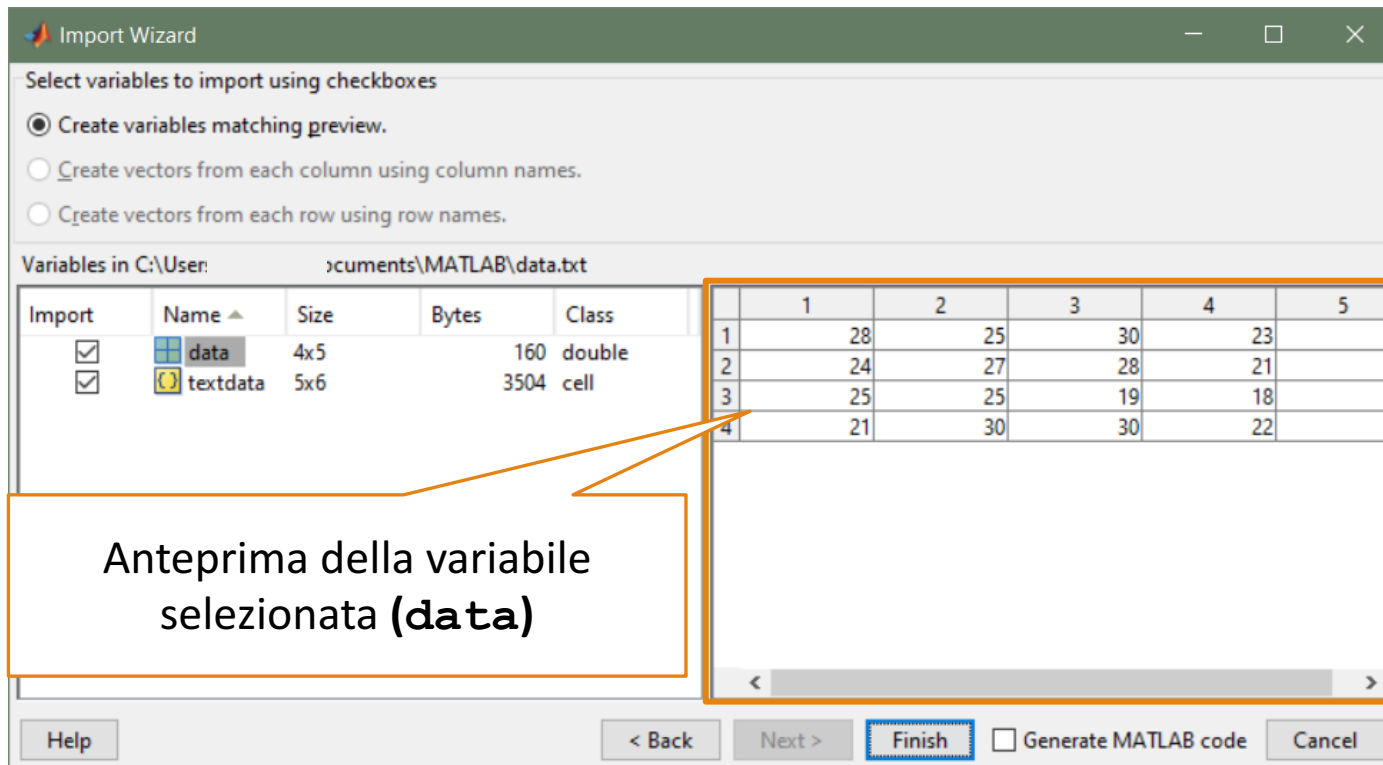 Import Wizard
Select variables to import using checkboxes
Create variables matching preview.
Create vectors from each column using column names.
Create vectors from each row using row names.
Variables in C:\User: ocuments\MATLAB\data.txt
Import Name Size Bytes Class
data 4x5 160 double
{} textdata 5x6 3504 cell
1 2 3 4 5
1 28 25 30 23
2 24 27 28 21
3 25 25 19 18
4 21 30 30 22
Anteprima della variabile
selezionata (data)
Help < Back Next > Finish Generate MATLAB code Cancel